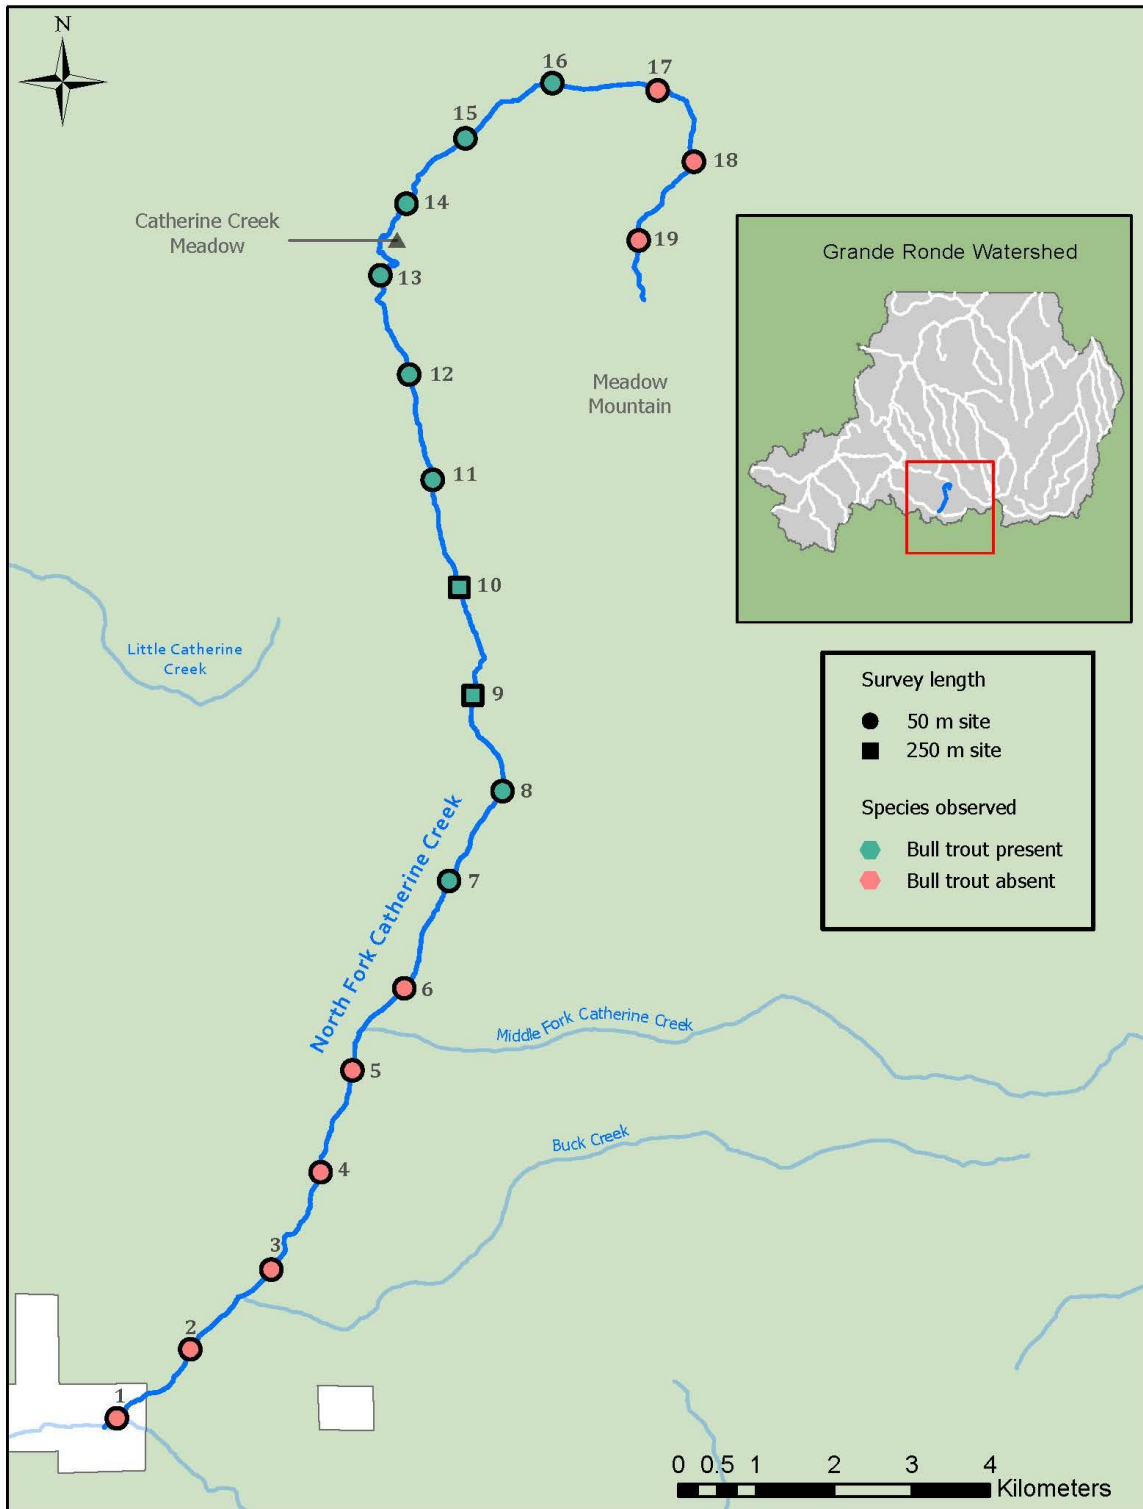 N
16
17
15
18
14
Catherine Creek
Meadow
19
13
Grande Ronde Watershed
12
Meadow
Mountain
11
10
Little Catherine
Creek
9
Survey length
50 m site
250 m site
8
Species observed
Bull trout present
Bull trout absent
7
North Fork Catherine Creek
6
Middle Fork Catherine Creek
5
Buck Creek
4
3
2
1
0 0.5 1 2 3 4
Kilometers